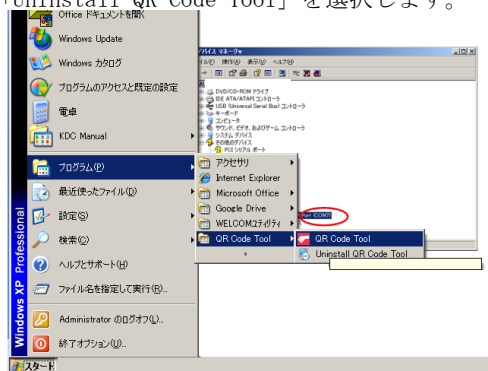 「Uninstall QR Code Tool」を選択します。
Office ドキュメントを開く
Windows Update
Windows カタログ
プログラムのアクセスと既定の設定
電卓
KDC Manual
プログラム(P)
最近使ったファイル(D)
設定(S)
検索(C)
ヘルプとサポート(H)
ファイル名を指定して実行(R)...
Administrator のログオフ(L)...
終了オプション(U)...
Windows XP Professional
スタート
デバイス マネージャ
操作(A) 表示(V) ヘルプ(H)
DVD/CD-ROM ドライブ
IDE ATA/ATAPI コントローラ
USB (Universal Serial Bus) コントローラ
キーボード
コンピュータ
サウンド、ビデオ、およびゲーム コントローラ
システム デバイス
その他のデバイス
PCI シリアル ポート
Port (COM7)
アクセサリ
Internet Explorer
Microsoft Office
Google Drive
WELCOMユーティリティ
QR Code Tool
QR Code Tool
Uninstall QR Code Tool